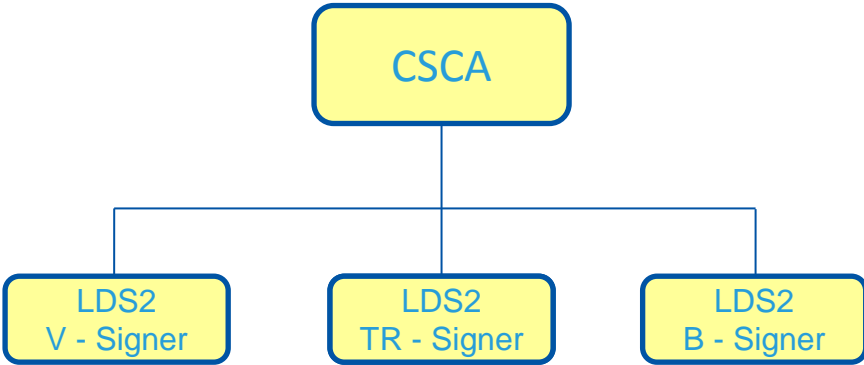 CSCA
LDS2
V - Signer
LDS2
TR - Signer
LDS2
B - Signer